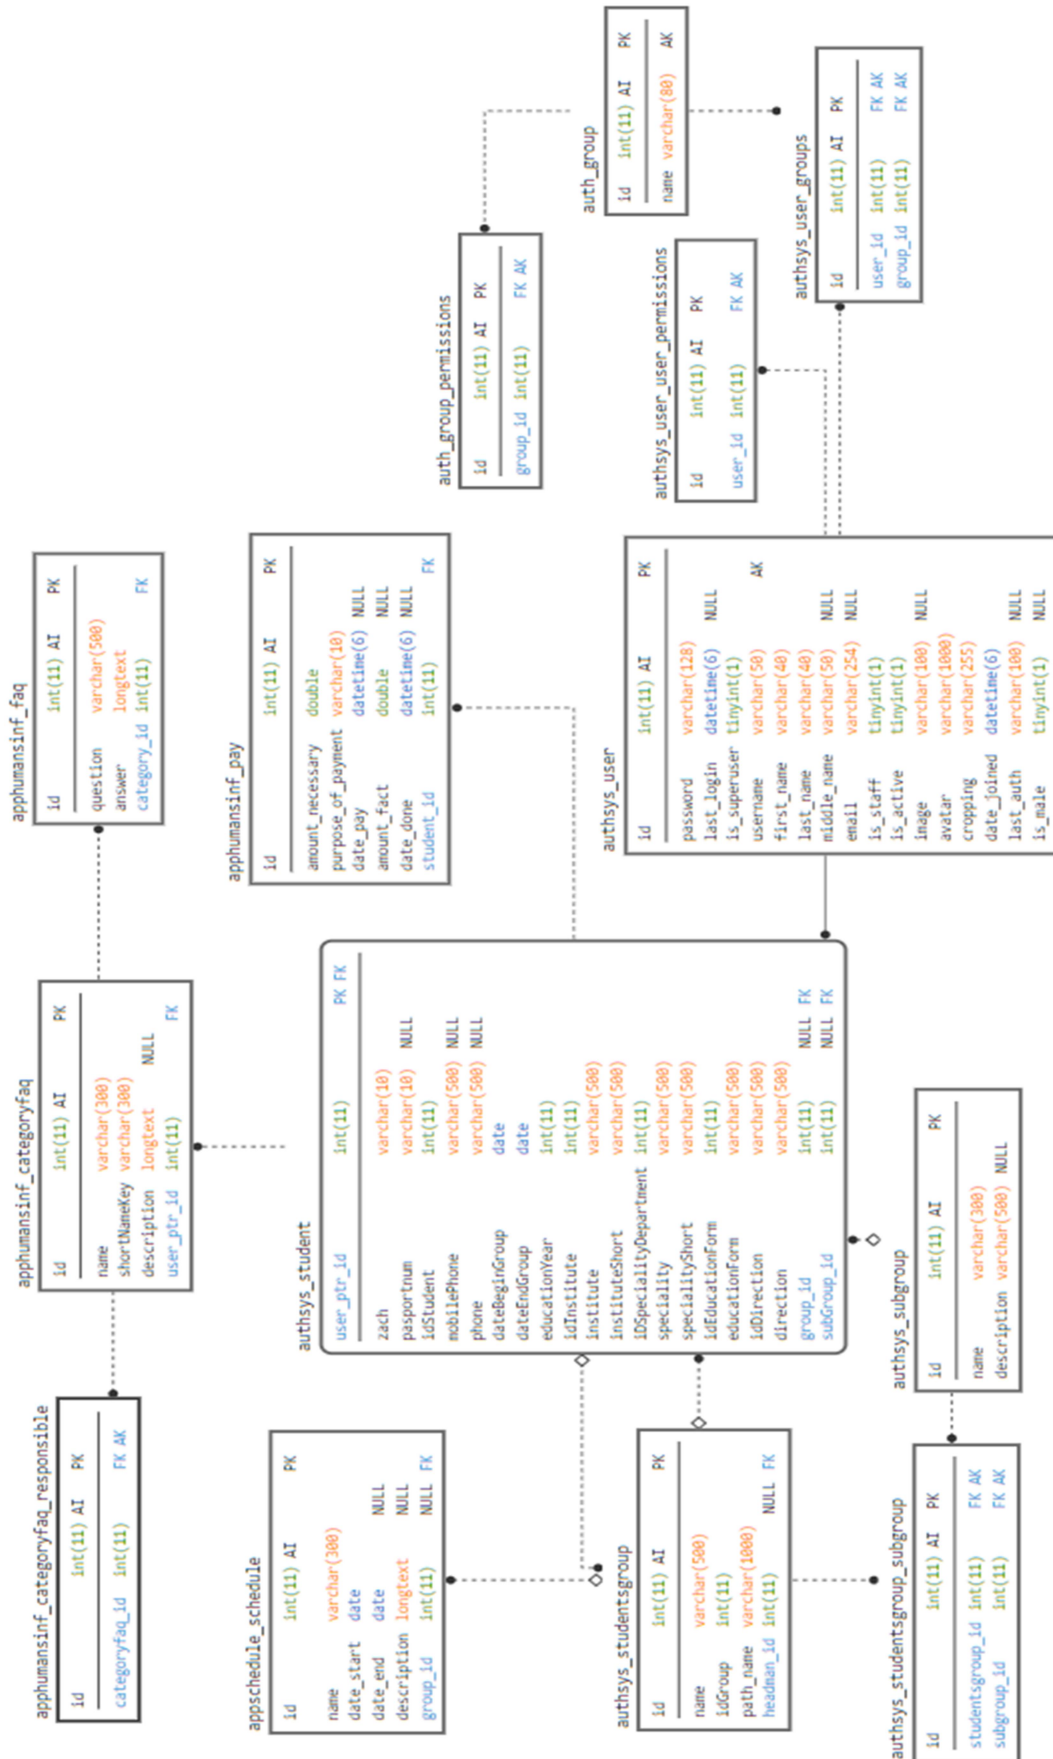 apphumansinf_categoryfaq_responsible
id int(11) AI PK
categoryfaq_id int(11) FK AK
apphumansinf_categoryfaq
id int(11) AI PK
name varchar(300)
shortNameKey varchar(300)
description longtext NULL
user_ptr_id int(11) FK
apphumansinf_faq
id int(11) AI PK
question varchar(500)
answer longtext
category_id int(11) FK
appschedule_schedule
id int(11) AI PK
name varchar(300)
date_start date
date_end date NULL
description longtext NULL
group_id int(11) NULL FK
authsys_student
user_ptr_id int(11) PK FK
zach varchar(10)
pasportnum varchar(10) NULL
idStudent int(11)
mobilePhone varchar(500) NULL
phone varchar(500) NULL
dateBeginGroup date
dateEndGroup date
educationYear int(11)
idInstitute int(11)
institute varchar(500)
instituteShort varchar(500)
iDSpecialityDepartment int(11)
speciality varchar(500)
specialityShort varchar(500)
idEducationForm int(11)
educationForm varchar(500)
idDirection varchar(500)
direction varchar(500)
group_id int(11) NULL FK
subGroup_id int(11) NULL FK
apphumansinf_pay
id int(11) AI PK
amount_necessary double
purpose_of_payment varchar(10)
date_pay datetime(6) NULL
amount_fact double NULL
date_done datetime(6) NULL
student_id int(11) FK
auth_group_permissions
id int(11) AI PK
group_id int(11) FK AK
auth_group
id int(11) AI PK
name varchar(80) AK
authsys_studentsgroup
id int(11) AI PK
name varchar(500)
idGroup int(11)
path_name varchar(1000)
headman_id int(11) NULL FK
authsys_user
id int(11) AI PK
password varchar(128)
last_login datetime(6) NULL
is_superuser tinyint(1)
username varchar(50) AK
first_name varchar(40)
last_name varchar(40)
middle_name varchar(50) NULL
email varchar(254) NULL
is_staff tinyint(1)
is_active tinyint(1)
image varchar(100) NULL
avatar varchar(1000)
cropping varchar(255)
date_joined datetime(6)
last_auth varchar(100) NULL
is_male tinyint(1) NULL
authsys_user_user_permissions
id int(11) AI PK
user_id int(11) FK AK
authsys_user_groups
id int(11) AI PK
user_id int(11) FK AK
group_id int(11) FK AK
authsys_studentsgroup_subgroup
id int(11) AI PK
studentsgroup_id int(11) FK AK
subgroup_id int(11) FK AK
authsys_subgroup
id int(11) AI PK
name varchar(300)
description varchar(500) NULL